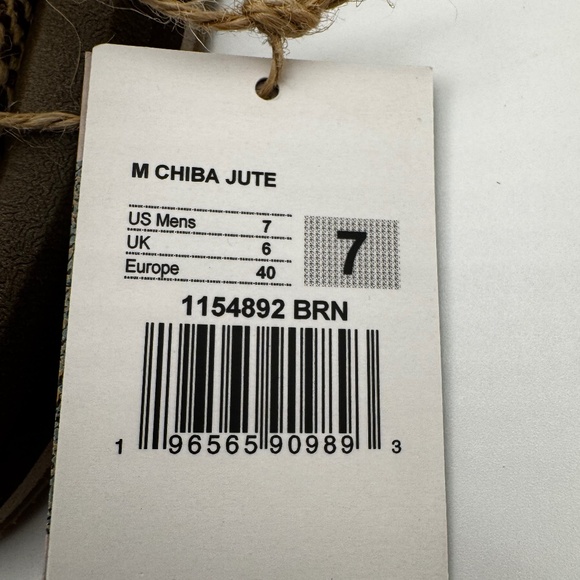 M CHIBA JUTE
US Mens 7
UK 6
Europe 40
7
1154892 BRN
1 96565 90989 3